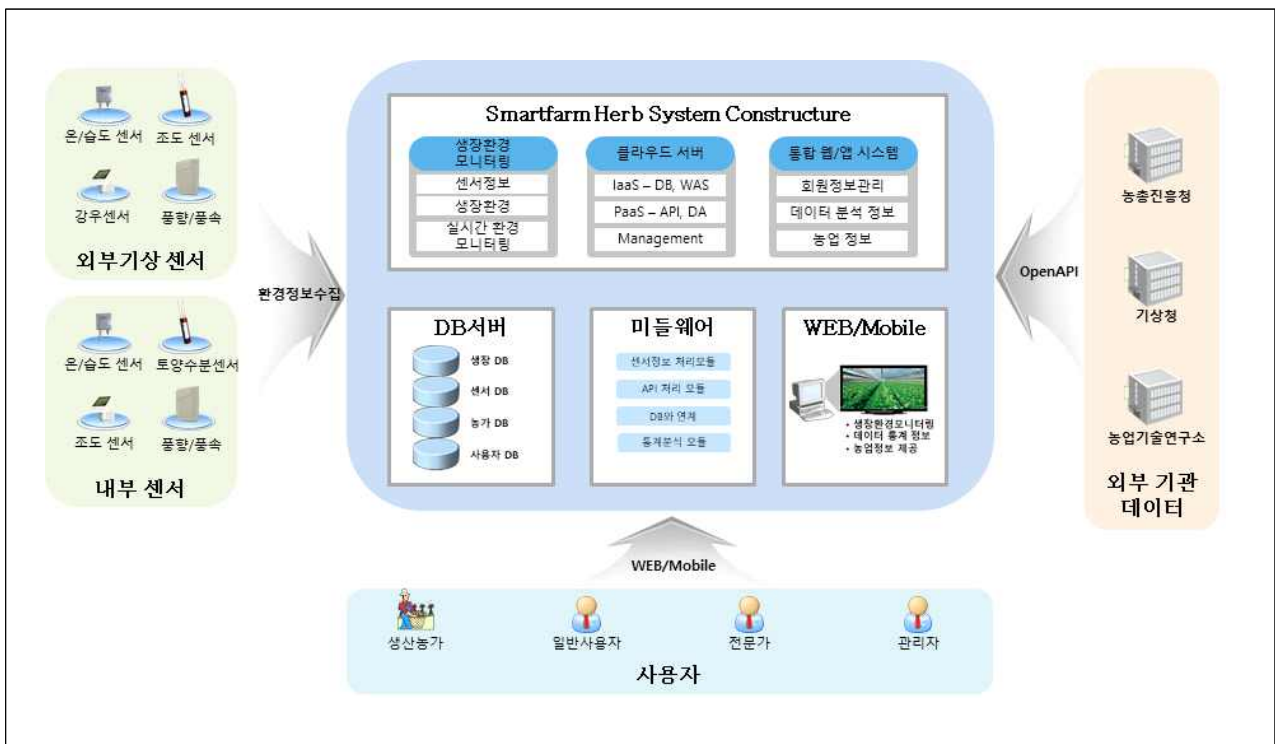 Smartfarm Herb System Constructure
생장환경
모니터링
센서정보
생장환경
실시간 환경
모니터링
클라우드 서버
IaaS – DB, WAS
PaaS – API, DA
Management
통합 웹/앱 시스템
회원정보관리
데이터 분석 정보
농업 정보
온/습도 센서
조도 센서
강우센서
풍향/풍속
외부기상 센서
온/습도 센서
토양수분센서
조도 센서
풍향/풍속
내부 센서
환경정보수집
DB서버
생장 DB
센서 DB
농가 DB
사용자 DB
미들웨어
센서정보 처리모듈
API 처리 모듈
DB와 연계
통계분석 모듈
WEB/Mobile
• 생장환경모니터링
• 데이터 통계 정보
• 농업정보 제공
OpenAPI
농총진흥청
기상청
농업기술연구소
외부 기관
데이터
WEB/Mobile
생산농가
일반사용자
전문가
관리자
사용자